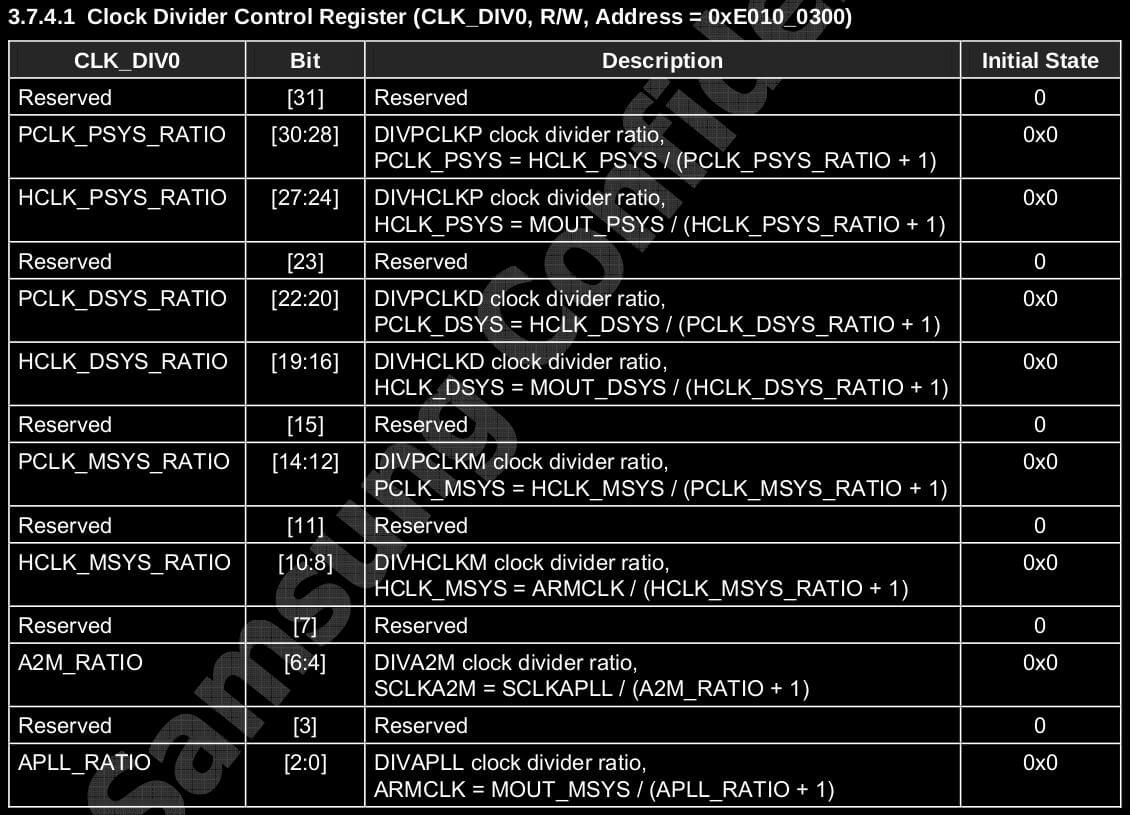 3.7.4.1 Clock Divider Control Register (CLK_DIV0, R/W, Address = 0xE010_0300)
CLK_DIV0 Bit Description Initial State
Reserved [31] Reserved 0
PCLK_PSYS_RATIO [30:28] DIVPCLKP clock divider ratio, 0x0
PCLK_PSYS = HCLK_PSYS / (PCLK_PSYS_RATIO + 1)
HCLK_PSYS_RATIO [27:24] DIVHCLKP clock divider ratio, 0x0
HCLK_PSYS = MOUT_PSYS / (HCLK_PSYS_RATIO + 1)
Reserved [23] Reserved 0
PCLK_DSYS_RATIO [22:20] DIVPCLKD clock divider ratio, 0x0
PCLK_DSYS = HCLK_DSYS / (PCLK_DSYS_RATIO + 1)
HCLK_DSYS_RATIO [19:16] DIVHCLKD clock divider ratio, 0x0
HCLK_DSYS = MOUT_DSYS / (HCLK_DSYS_RATIO + 1)
Reserved [15] Reserved 0
PCLK_MSYS_RATIO [14:12] DIVPCLKM clock divider ratio, 0x0
PCLK_MSYS = HCLK_MSYS / (PCLK_MSYS_RATIO + 1)
Reserved [11] Reserved 0
HCLK_MSYS_RATIO [10:8] DIVHCLKM clock divider ratio, 0x0
HCLK_MSYS = ARMCLK / (HCLK_MSYS_RATIO + 1)
Reserved [7] Reserved 0
A2M_RATIO [6:4] DIVA2M clock divider ratio, 0x0
SCLKA2M = SCLKAPLL / (A2M_RATIO + 1)
Reserved [3] Reserved 0
APLL_RATIO [2:0] DIVAPLL clock divider ratio, 0x0
ARMCLK = MOUT_MSYS / (APLL_RATIO + 1)
Samsung Confide